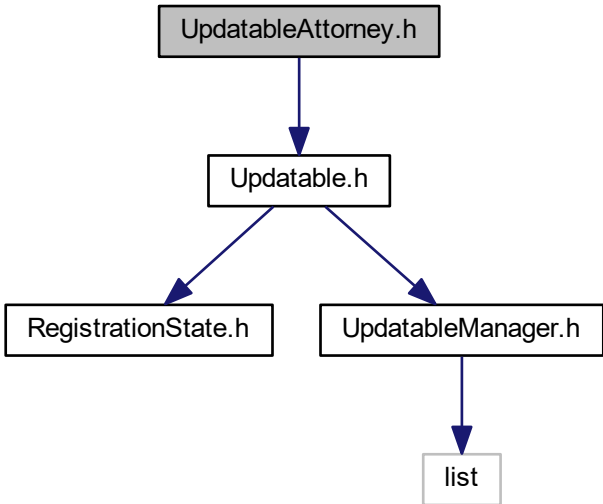 UpdatableAttorney.h
Updatable.h
RegistrationState.h
UpdatableManager.h
list